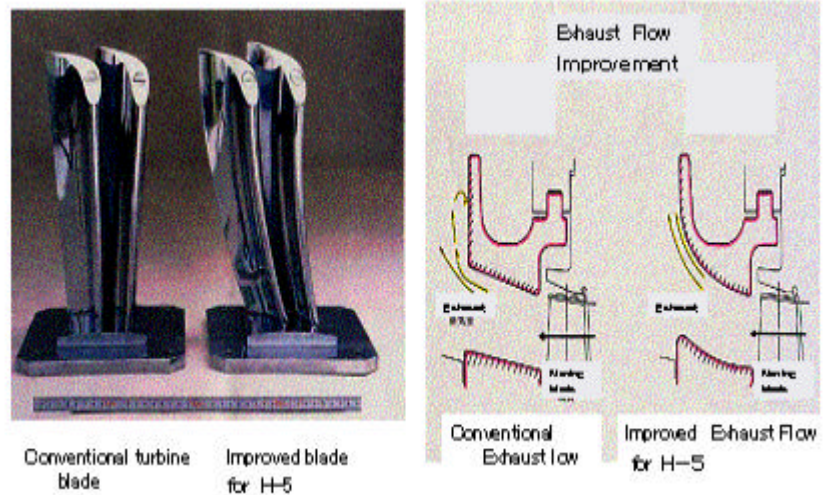 Exhaust Flow
Improvement
Exhaust
Exhaust
Moving
blade
Moving
blade
Conventional turbine
blade
Improved blade
for H-5
Conventional
Exhaust low
Improved Exhaust Flow
for H-5